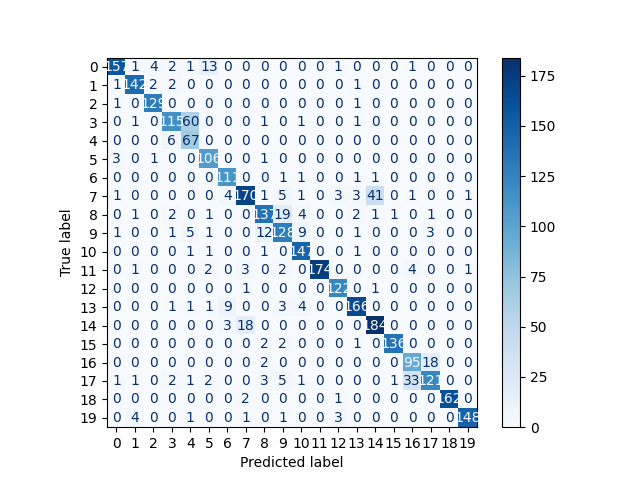 0 157 1 4 2 1 13 0 0 0 0 0 0 1 0 0 0 1 0 0 0
1 1 142 2 2 0 0 0 0 0 0 0 0 0 1 0 0 0 0 0 0
2 1 0 129 0 0 0 0 0 0 0 0 0 0 0 0 0 0 0 0 0
3 0 1 0 115 60 0 0 0 1 0 1 0 0 1 0 0 0 0 0 0
4 0 0 0 6 67 0 0 0 0 0 0 0 0 0 0 0 0 0 0 0
5 3 0 1 0 0 106 0 0 1 0 0 0 0 0 0 0 0 0 0 0
6 0 0 0 0 0 0 111 0 0 1 1 0 0 1 1 0 0 0 0 0
7 1 0 0 0 0 0 4 170 1 5 1 0 3 3 41 0 1 0 0 1
8 0 1 0 2 0 1 0 0 137 19 4 0 0 2 1 1 0 1 0 0
9 1 0 0 1 5 1 0 0 12 128 9 0 0 1 0 0 0 3 0 0
10 0 0 0 0 1 1 0 0 1 0 147 0 0 1 0 0 0 0 0 0
11 0 1 0 0 0 2 0 3 0 2 0 174 0 0 0 0 4 0 0 1
12 0 0 0 0 0 0 0 1 0 0 0 0 122 0 1 0 0 0 0 0
13 0 0 0 1 1 1 9 0 0 3 4 0 0 166 0 0 0 0 0 0
14 0 0 0 0 0 0 3 18 0 0 0 0 0 0 184 0 0 0 0 0
15 0 0 0 0 0 0 0 0 2 2 0 0 0 1 0 136 0 0 0 0
16 0 0 0 0 0 0 0 0 2 0 0 0 0 0 0 0 95 18 0 0
17 1 1 0 2 1 2 0 0 3 5 1 0 0 0 0 1 33 121 0 0
18 0 0 0 0 0 0 0 2 0 0 0 0 1 0 0 0 0 0 162 0
19 0 4 0 0 1 0 0 1 0 1 0 0 3 0 0 0 0 0 0 148
0 1 2 3 4 5 6 7 8 9 10 11 12 13 14 15 16 17 18 19
Predicted label
True label
175
150
125
100
75
50
25
0